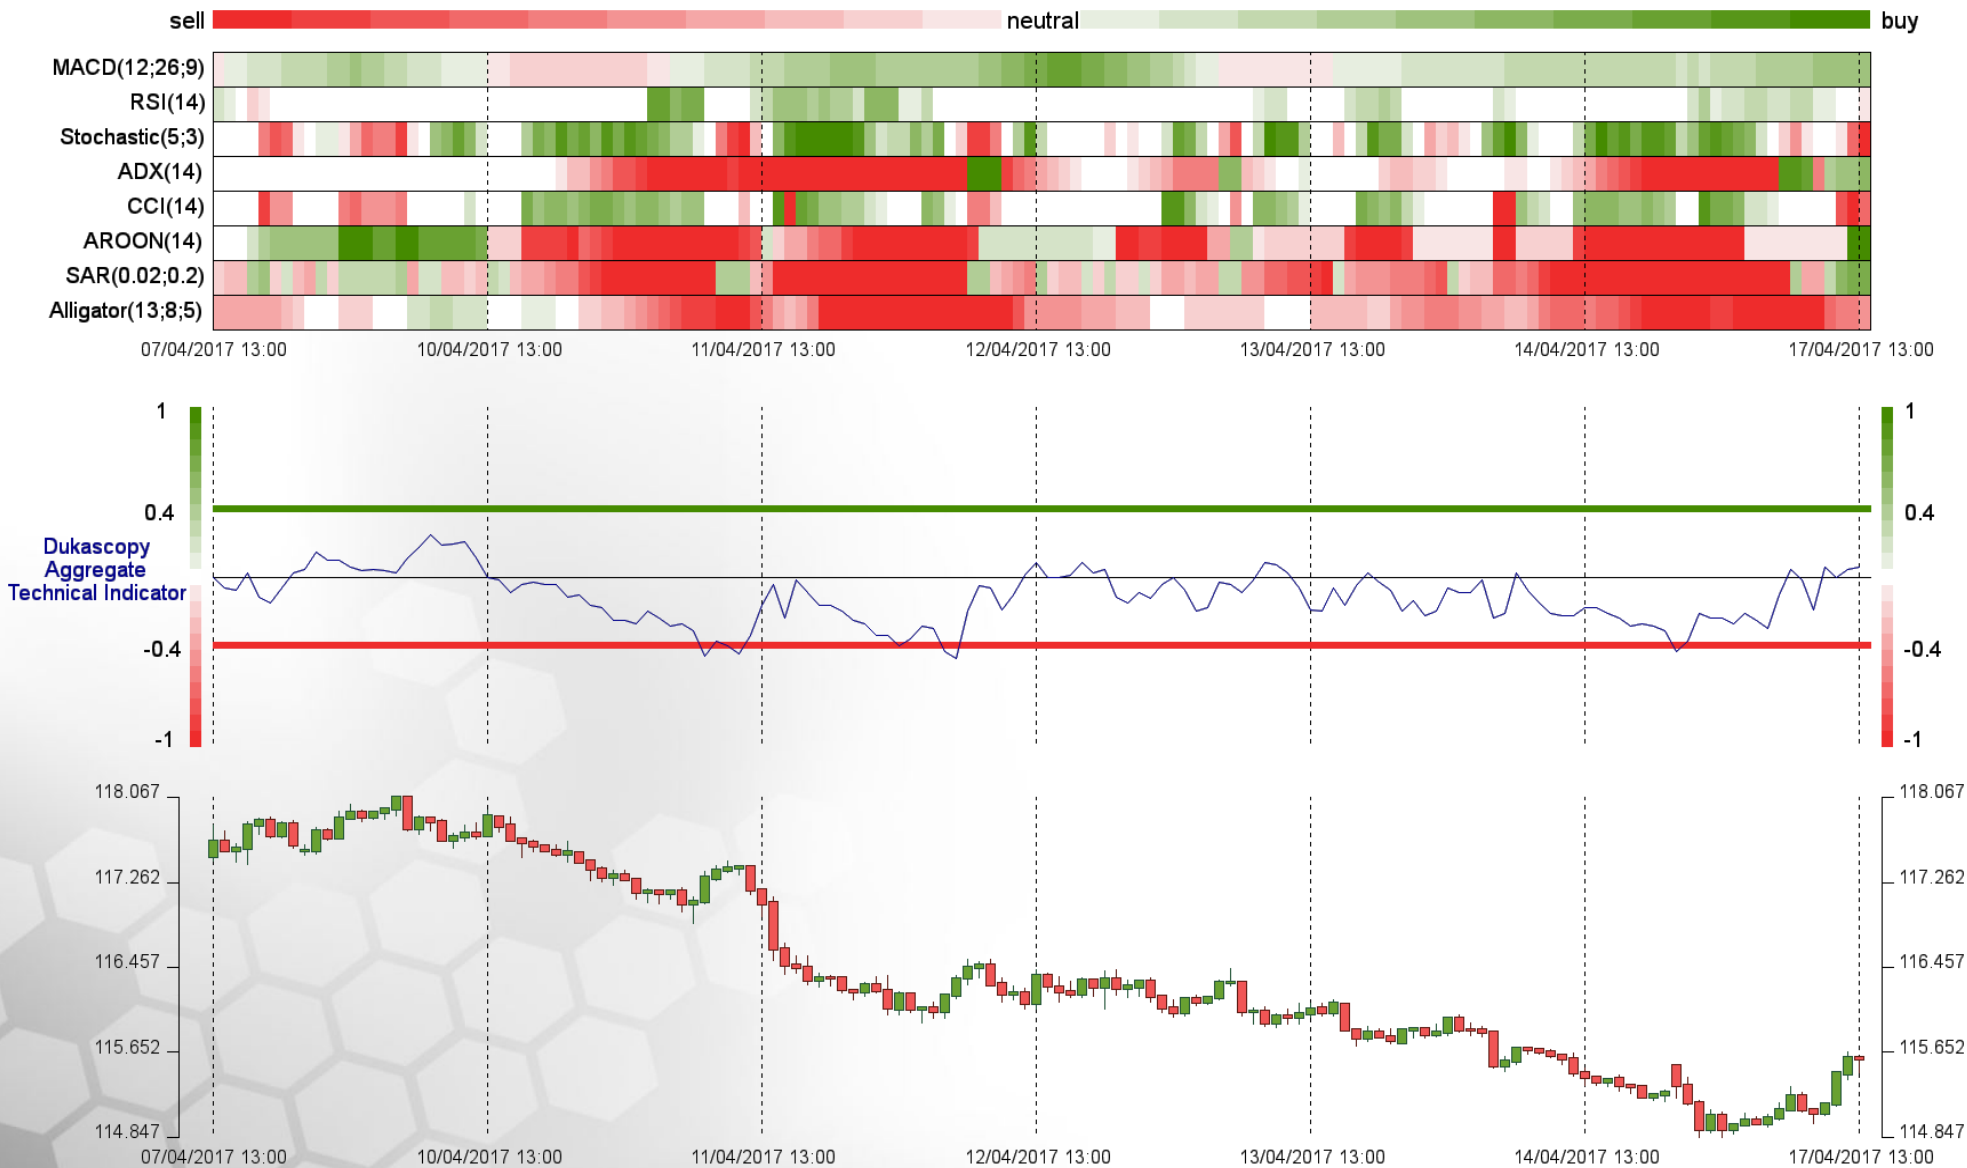 sell neutral buy
MACD(12;26;9)
RSI(14)
Stochastic(5;3)
ADX(14)
CCI(14)
AROON(14)
SAR(0.02;0.2)
Alligator(13;8;5)
07/04/2017 13:00 10/04/2017 13:00 11/04/2017 13:00 12/04/2017 13:00 13/04/2017 13:00 14/04/2017 13:00 17/04/2017 13:00
1 1
0.4 0.4
Dukascopy
Aggregate
Technical Indicator
-0.4 -0.4
-1 -1
118.067 118.067
117.262 117.262
116.457 116.457
115.652 115.652
114.847 114.847
07/04/2017 13:00 10/04/2017 13:00 11/04/2017 13:00 12/04/2017 13:00 13/04/2017 13:00 14/04/2017 13:00 17/04/2017 13:00